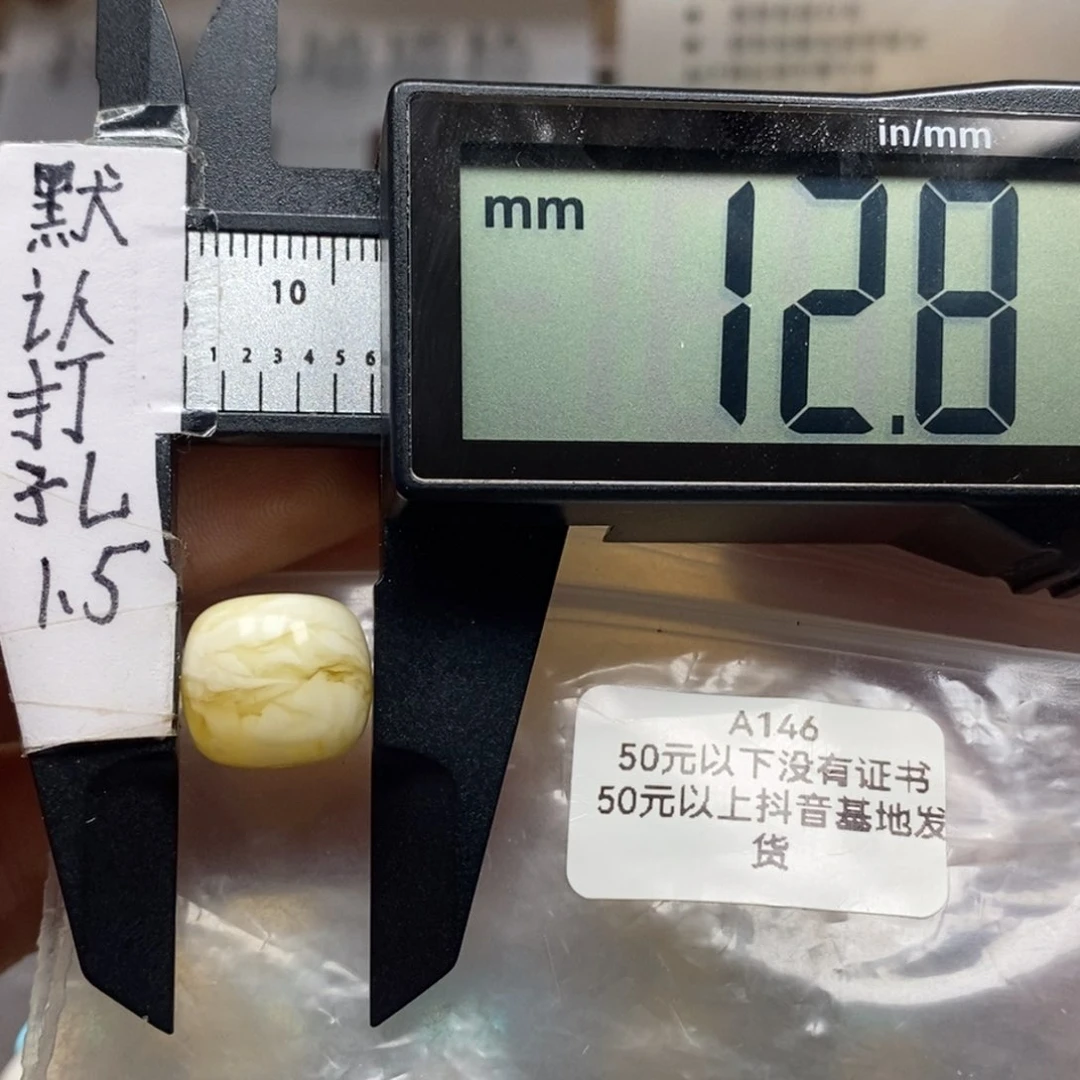 默
认
打
孔
1.5
in/mm
mm
12.8
10
1 2 3 4 5 6
A146
50元以下没有证书
50元以上抖音基地发
货